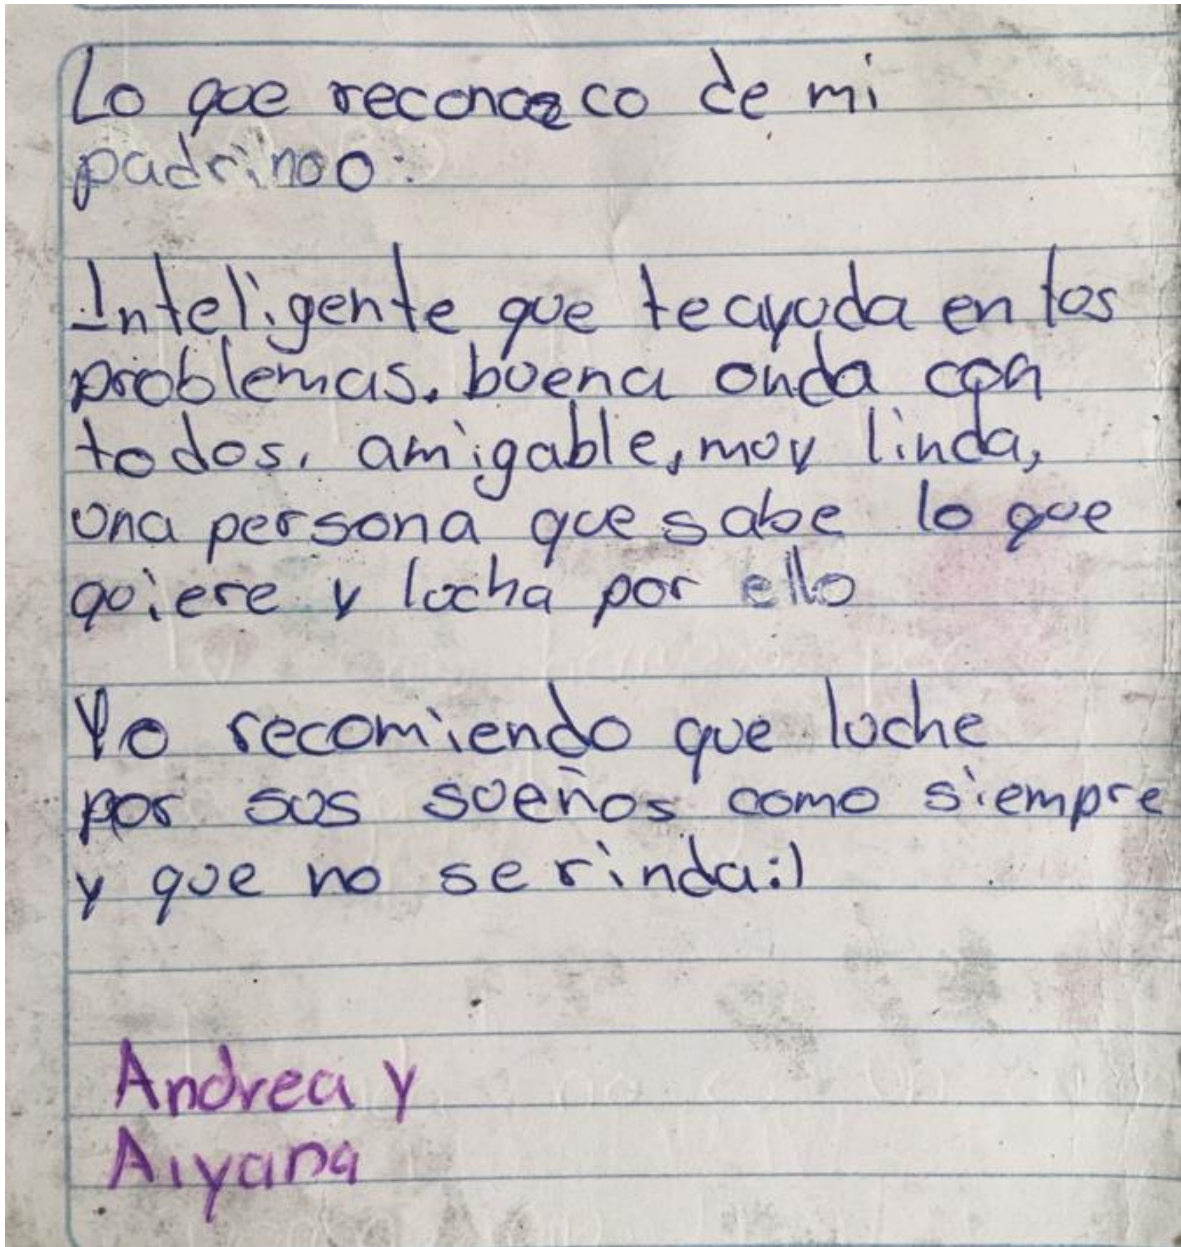 Lo que reconozco de mi
padrinoo:
Inteligente que te ayuda en los
problemas, buena onda con
todos, amigable, muy linda,
una persona que sabe lo que
quiere y lucha por ello
Yo recomiendo que luche
por sus sueños como siempre
y que no se rinda:)
Andrea y
Aiyana